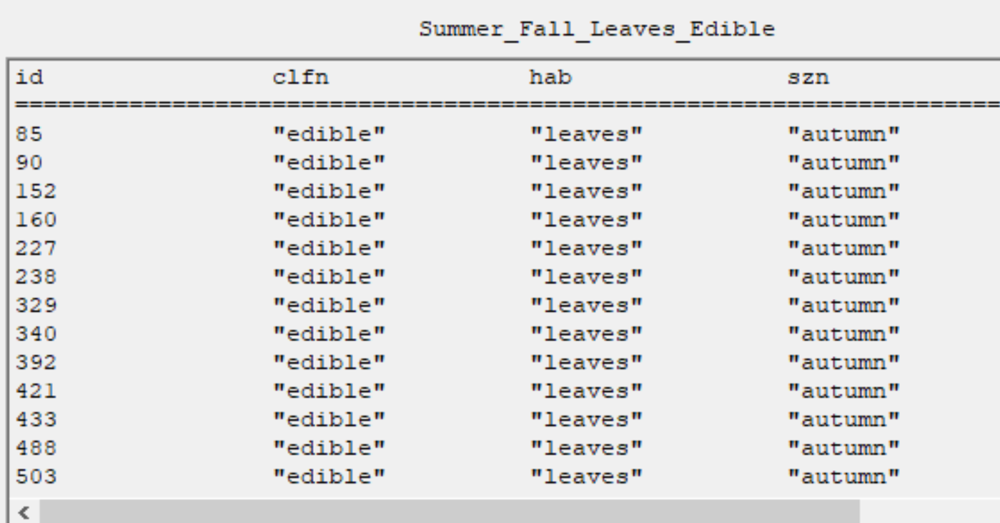 Summer_Fall_Leaves_Edible
id clfn hab szn
======================================================================
85 "edible" "leaves" "autumn"
90 "edible" "leaves" "autumn"
152 "edible" "leaves" "autumn"
160 "edible" "leaves" "autumn"
227 "edible" "leaves" "autumn"
238 "edible" "leaves" "autumn"
329 "edible" "leaves" "autumn"
340 "edible" "leaves" "autumn"
392 "edible" "leaves" "autumn"
421 "edible" "leaves" "autumn"
433 "edible" "leaves" "autumn"
488 "edible" "leaves" "autumn"
503 "edible" "leaves" "autumn"